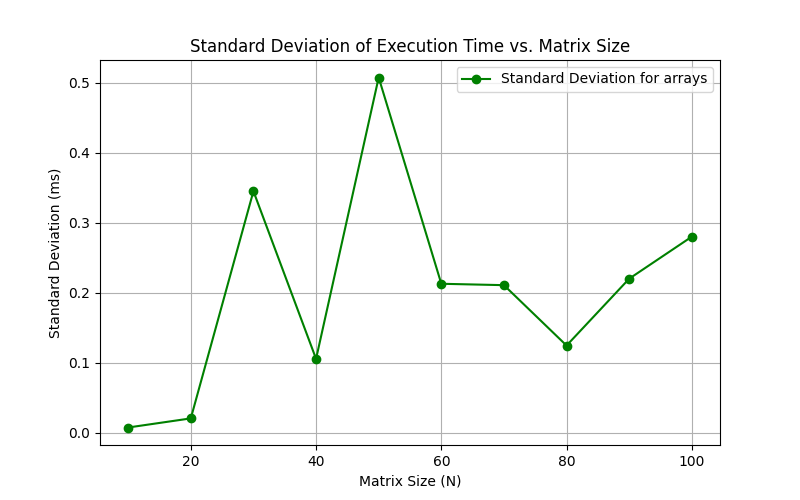 Standard Deviation of Execution Time vs. Matrix Size
Standard Deviation for arrays
Standard Deviation (ms)
0.5
0.4
0.3
0.2
0.1
0.0
20 40 60 80 100
Matrix Size (N)